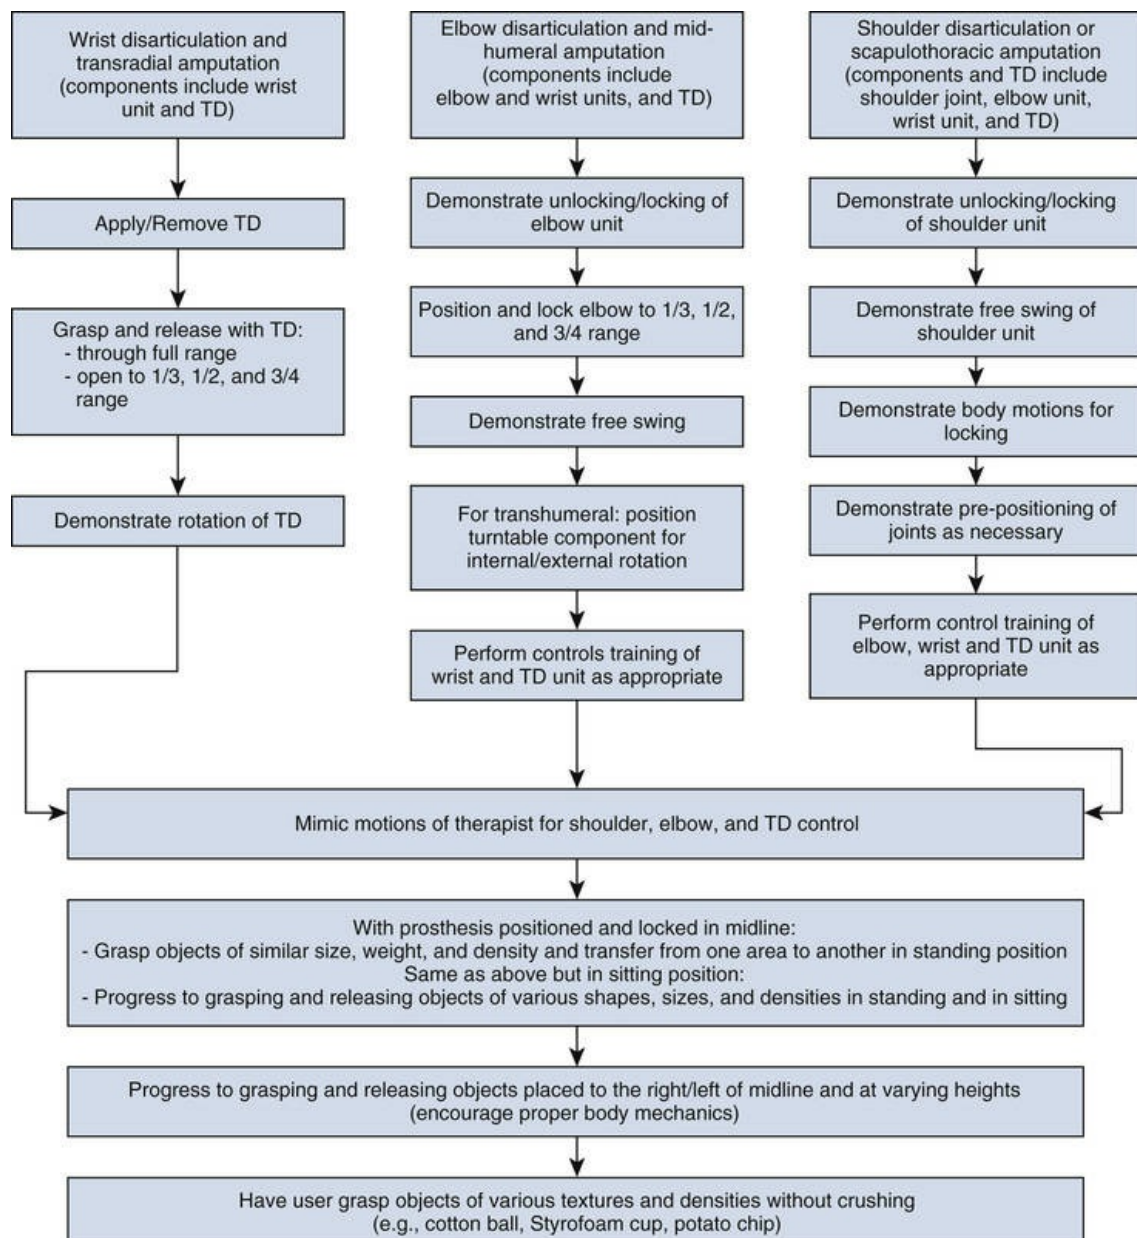 Wrist disarticulation and
transradial amputation
(components include wrist
unit and TD)
Apply/Remove TD
Grasp and release with TD:
- through full range
- open to 1/3, 1/2, and 3/4
range
Demonstrate rotation of TD
Elbow disarticulation and mid-
humeral amputation
(components include
elbow and wrist units, and TD)
Demonstrate unlocking/locking of
elbow unit
Position and lock elbow to 1/3, 1/2,
and 3/4 range
Demonstrate free swing
For transhumeral: position
turntable component for
internal/external rotation
Perform controls training of
wrist and TD unit as appropriate
Shoulder disarticulation or
scapulothoracic amputation
(components and TD include
shoulder joint, elbow unit,
wrist unit, and TD)
Demonstrate unlocking/locking
of shoulder unit
Demonstrate free swing of
shoulder unit
Demonstrate body motions for
locking
Demonstrate pre-positioning of
joints as necessary
Perform control training of
elbow, wrist and TD unit as
appropriate
Mimic motions of therapist for shoulder, elbow, and TD control
With prosthesis positioned and locked in midline:
- Grasp objects of similar size, weight, and density and transfer from one area to another in standing position
Same as above but in sitting position:
- Progress to grasping and releasing objects of various shapes, sizes, and densities in standing and in sitting
Progress to grasping and releasing objects placed to the right/left of midline and at varying heights
(encourage proper body mechanics)
Have user grasp objects of various textures and densities without crushing
(e.g., cotton ball, Styrofoam cup, potato chip)